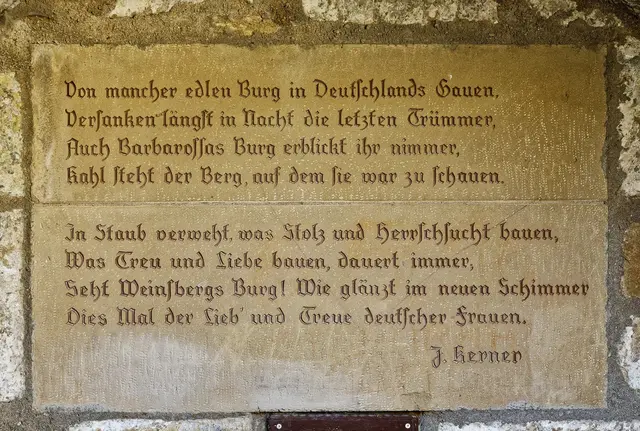 Von mancher edlen Burg in Deutschlands Gauen,
Versanken längst in Nacht die letzten Trümmer,
Auch Barbarossas Burg erblickt ihr nimmer,
Kahl steht der Berg, auf dem sie war zu schauen.
In Staub verweht, was Stolz und Herrschsucht bauen,
Was Treu und Liebe bauen, dauert immer,
Seht Weinsbergs Burg! Wie glänzt im neuen Schimmer
Dies Mal der Lieb' und Treue deutscher Frauen.
J. Kerner